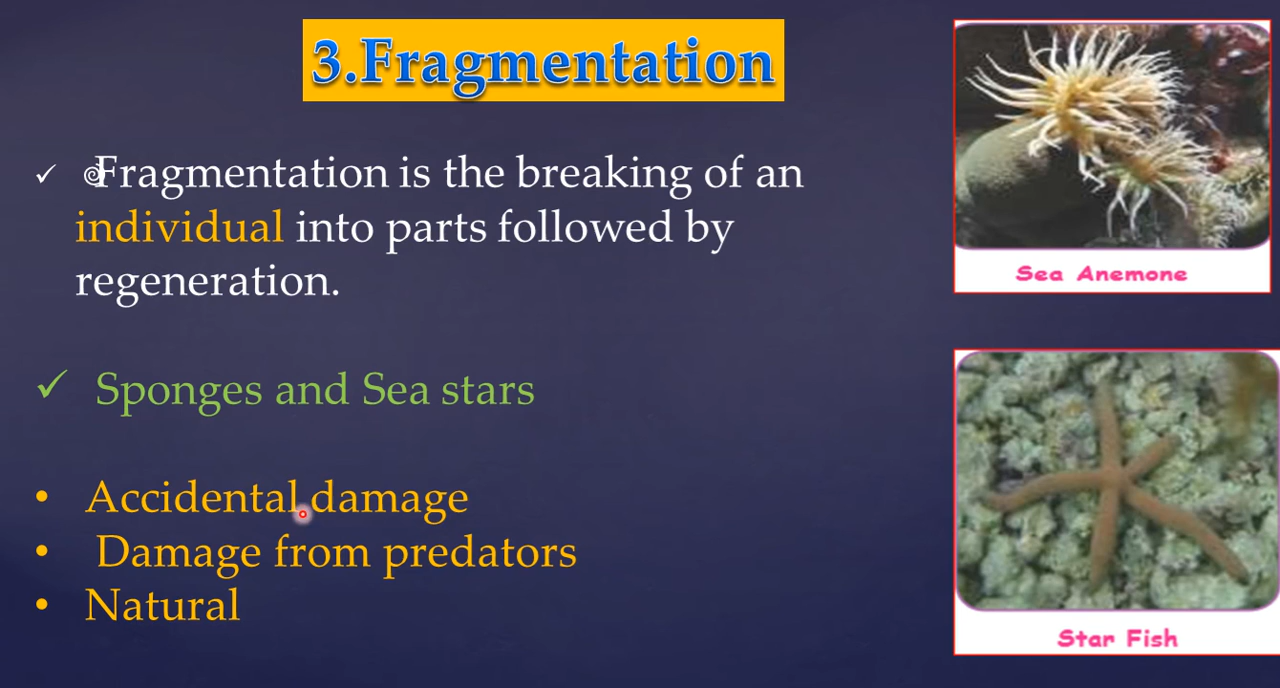 3.Fragmentation
✓ Fragmentation is the breaking of an
individual into parts followed by
regeneration.
✓ Sponges and Sea stars
• Accidental damage
• Damage from predators
• Natural
Sea Anemone
Star Fish